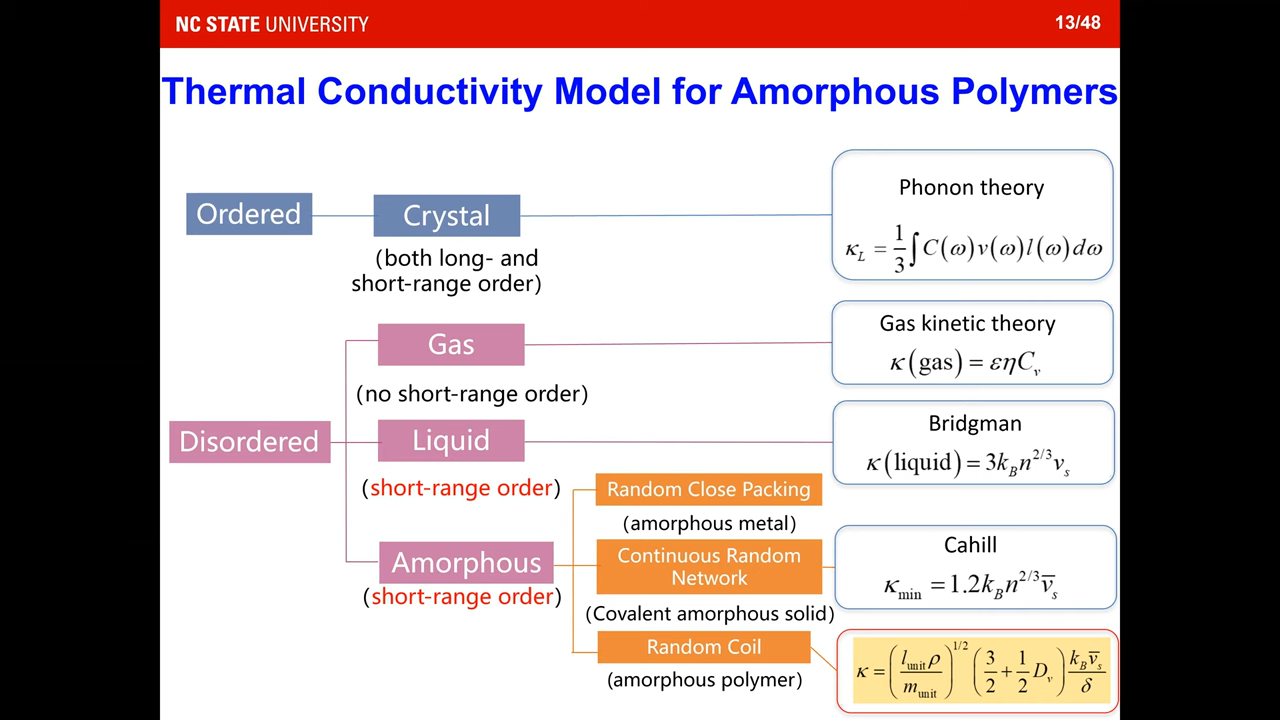 NC STATE UNIVERSITY
13/48
Thermal Conductivity Model for Amorphous Polymers
Ordered
Crystal
(both long- and
short-range order)
Phonon theory
κ_L = 1/3 ∫ C(ω)v(ω)l(ω)dω
Gas
(no short-range order)
Gas kinetic theory
κ(gas) = εηC_v
Disordered
Liquid
(short-range order)
Bridgman
κ(liquid) = 3k_B n^{2/3} v_s
Amorphous
(short-range order)
Random Close Packing
(amorphous metal)
Continuous Random
Network
(Covalent amorphous solid)
Cahill
κ_min = 1.2k_B n^{2/3} v̄_s
Random Coil
(amorphous polymer)
κ = (l_unit ρ / m_unit)^{1/2} (3/2 + 1/2 D_v) k_B v̄_s / δ